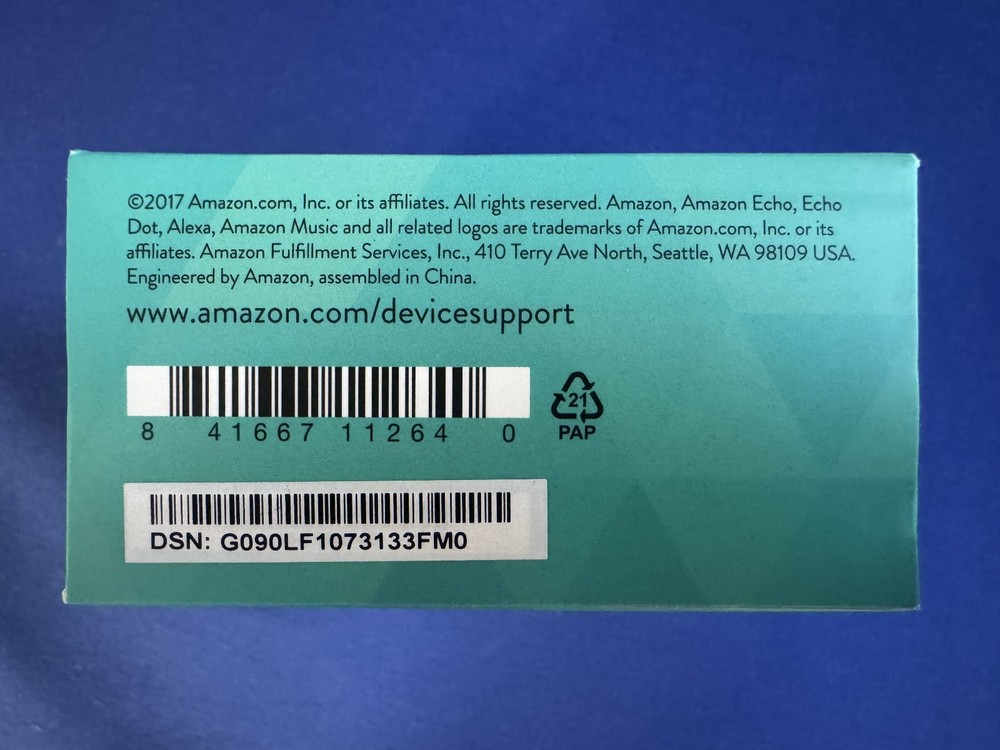 ©2017 Amazon.com, Inc. or its affiliates. All rights reserved. Amazon, Amazon Echo, Echo
Dot, Alexa, Amazon Music and all related logos are trademarks of Amazon.com, Inc. or its
affiliates. Amazon Fulfillment Services, Inc., 410 Terry Ave North, Seattle, WA 98109 USA.
Engineered by Amazon, assembled in China.
www.amazon.com/devicesupport
8 41667 11264 0
21
PAP
DSN: G090LF1073133FM0